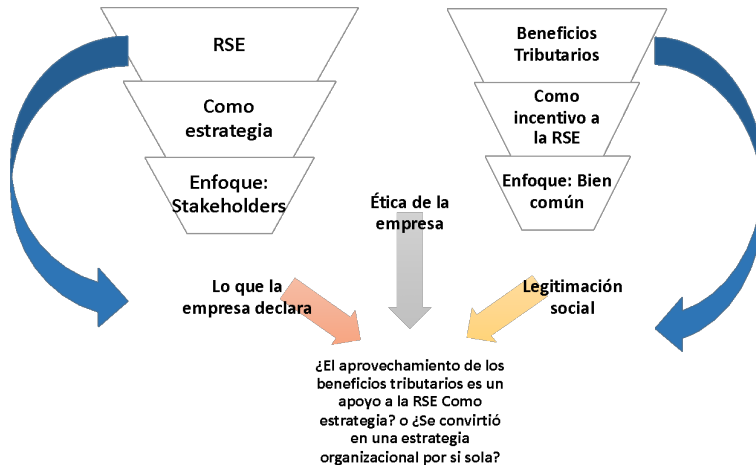 RSE
Como
estrategia
Enfoque:
Stakeholders
Beneficios
Tributarios
Como
incentivo a
la RSE
Enfoque: Bien
común
Ética de la
empresa
Lo que la
empresa declara
Legitimación
social
¿El aprovechamiento de los
beneficios tributarios es un
apoyo a la RSE Como
estrategia? o ¿Se convirtió
en una estrategia
organizacional por si sola?